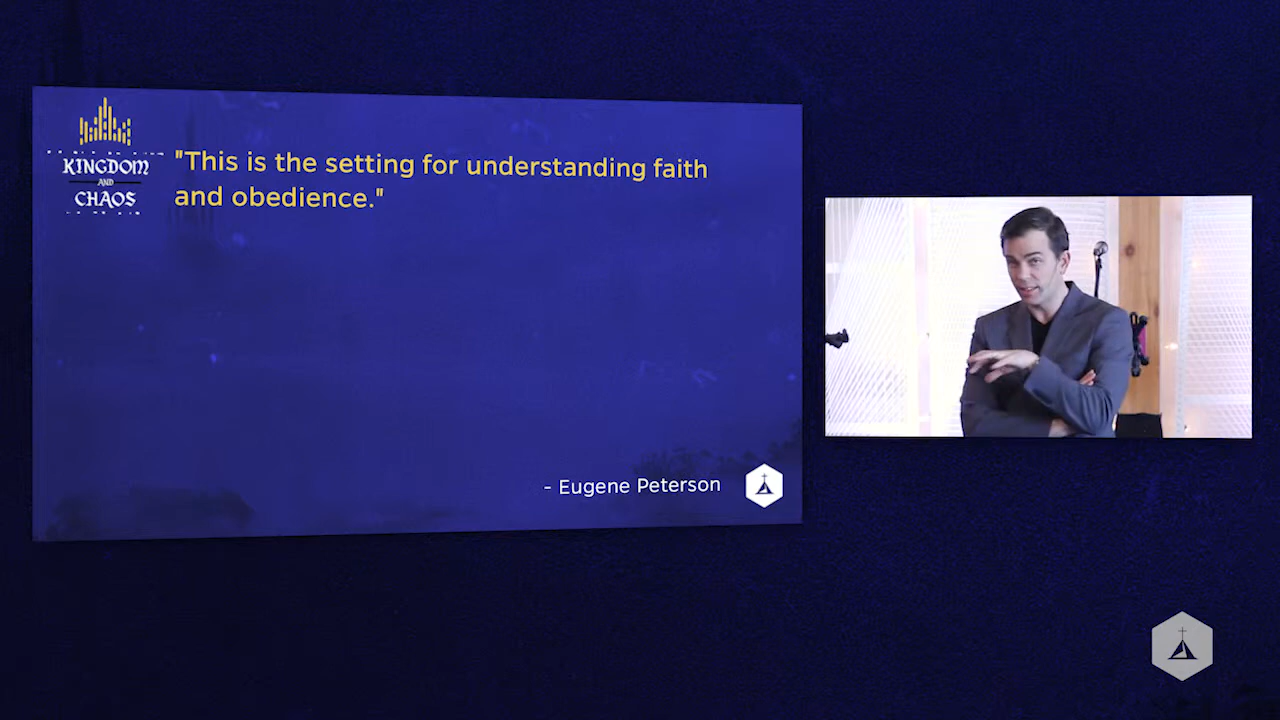 KINGDOM
AND
CHAOS
"This is the setting for understanding faith
and obedience."
- Eugene Peterson